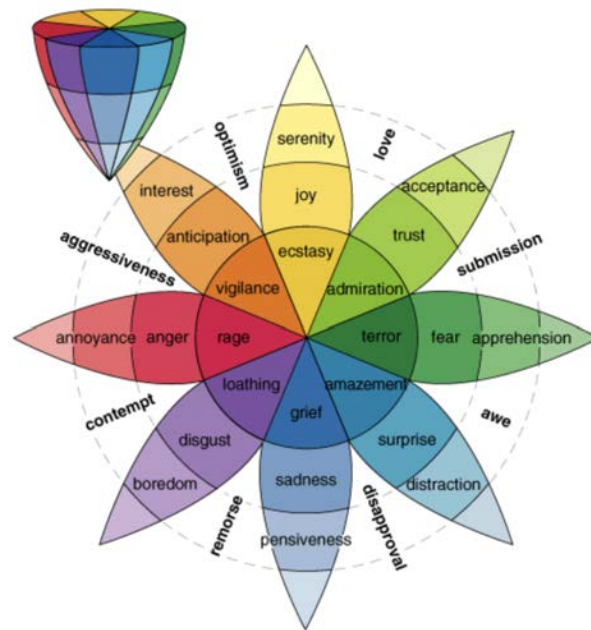 serenity
optimism
love
interest
joy
acceptance
anticipation
trust
aggressiveness
ecstasy
submission
vigilance
admiration
annoyance
anger
rage
terror
fear
apprehension
loathing
amazement
grief
contempt
awe
disgust
surprise
boredom
sadness
distraction
remorse
disapproval
pensiveness